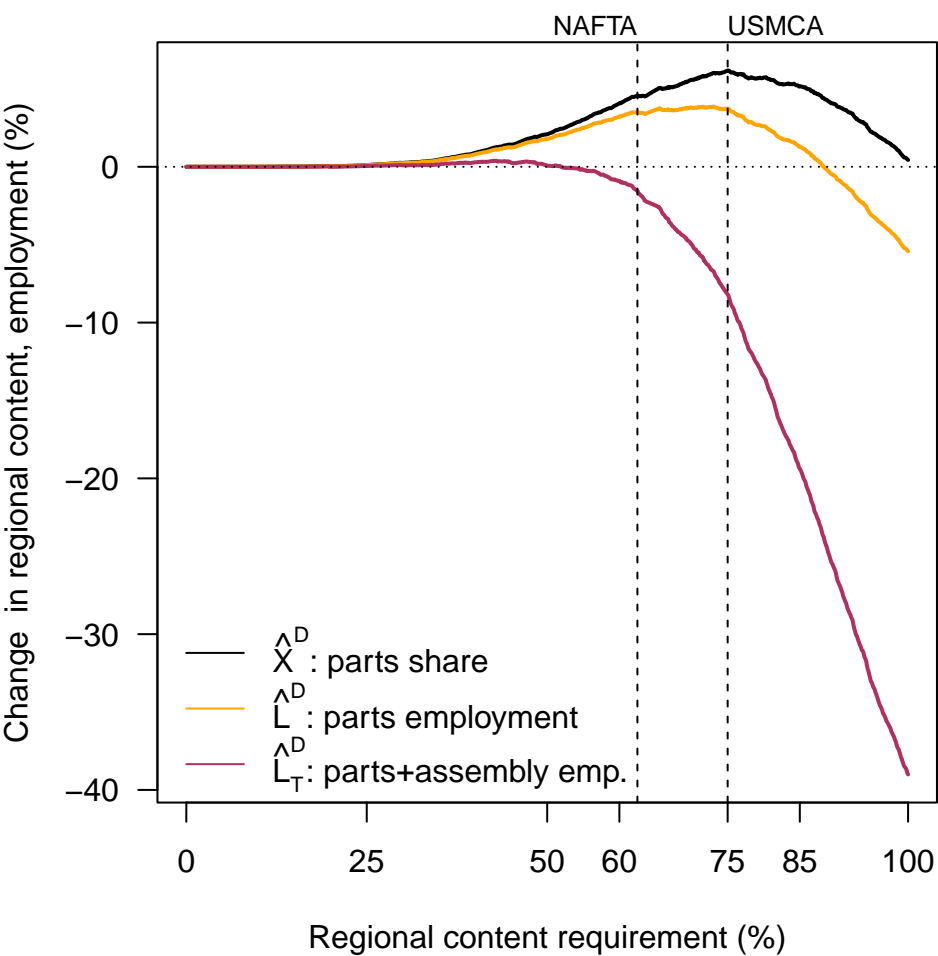 NAFTA USMCA
Change in regional content, employment (%)
0
−10
−20
−30
−40
X̂^D: parts share
L̂^D: parts employment
L̂_T^D: parts+assembly emp.
0 25 50 60 75 85 100
Regional content requirement (%)